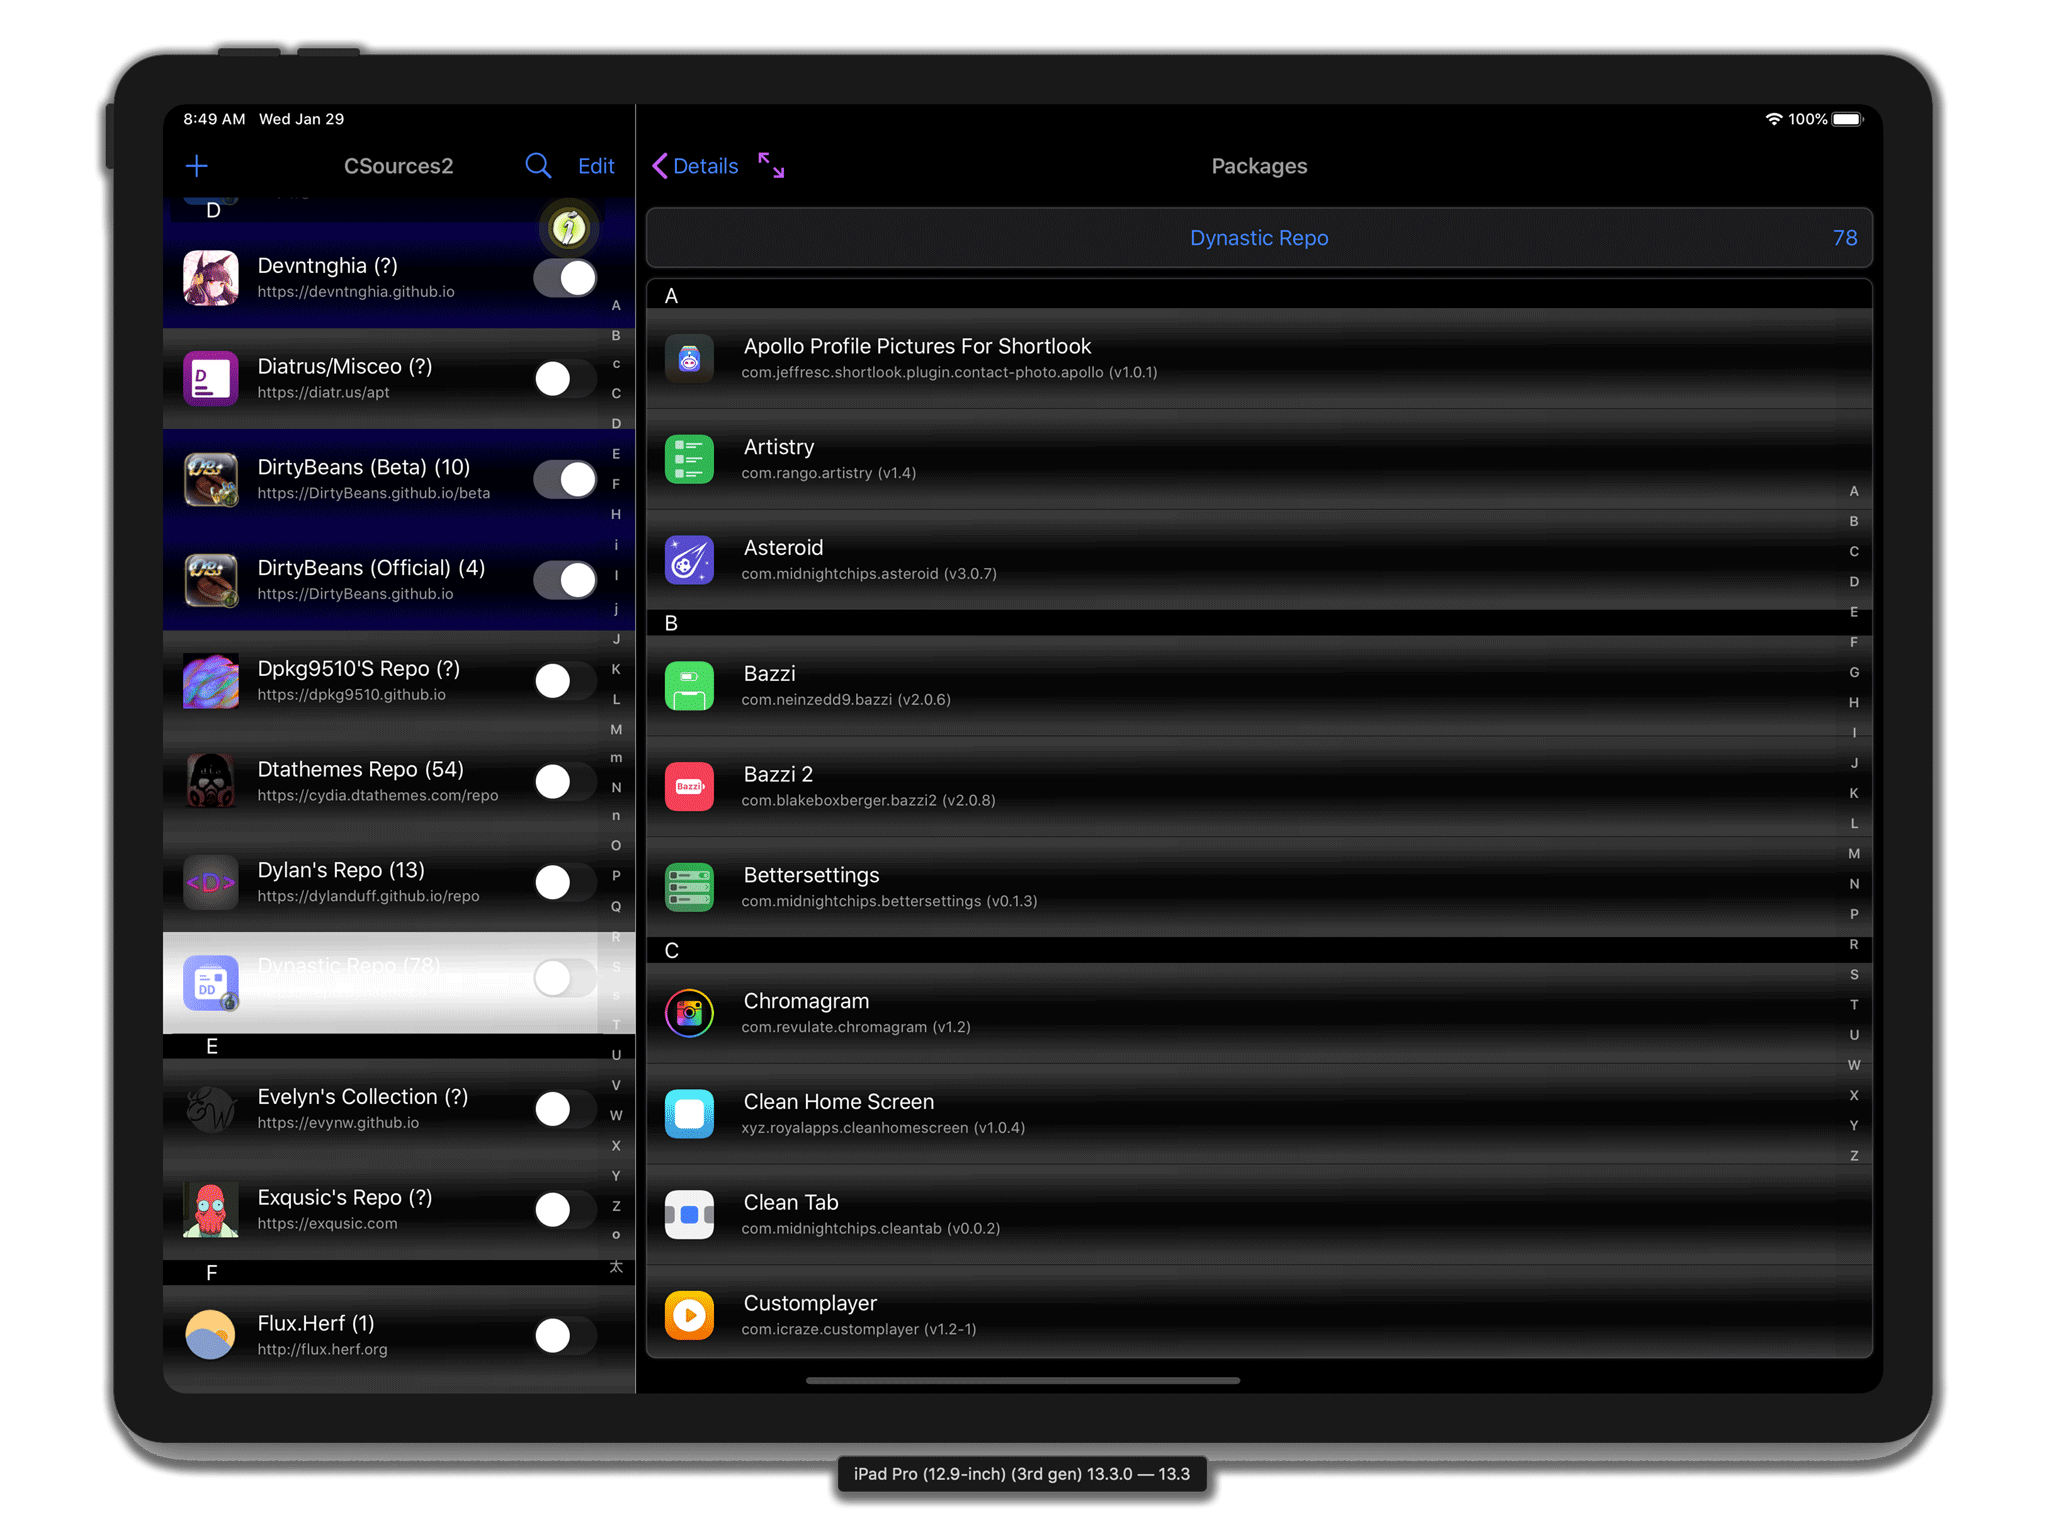 8:49 AM Wed Jan 29
100%
CSources2
Edit
D
Devntnghia (?)
https://devntnghia.github.io
Diatrus/Misceo (?)
https://diatr.us/apt
DirtyBeans (Beta) (10)
https://DirtyBeans.github.io/beta
DirtyBeans (Official) (4)
https://DirtyBeans.github.io
Dpkg9510'S Repo (?)
https://dpkg9510.github.io
Dtathemes Repo (54)
https://cydia.dtathemes.com/repo
Dylan's Repo (13)
https://dylanduff.github.io/repo
Dynastic Repo (78)
E
Evelyn's Collection (?)
https://evynw.github.io
Exqusic's Repo (?)
https://exqusic.com
F
Flux.Herf (1)
http://flux.herf.org
A
B
c
C
D
E
F
H
i
I
j
J
K
L
M
m
N
n
O
P
Q
R
S
s
T
U
V
W
X
Y
Z
o
太
Details
Packages
Dynastic Repo 78
A
Apollo Profile Pictures For Shortlook
com.jeffresc.shortlook.plugin.contact-photo.apollo (v1.0.1)
Artistry
com.rango.artistry (v1.4)
Asteroid
com.midnightchips.asteroid (v3.0.7)
B
Bazzi
com.neinzedd9.bazzi (v2.0.6)
Bazzi
Bazzi 2
com.blakeboxberger.bazzi2 (v2.0.8)
Bettersettings
com.midnightchips.bettersettings (v0.1.3)
C
Chromagram
com.revulate.chromagram (v1.2)
Clean Home Screen
xyz.royalapps.cleanhomescreen (v1.0.4)
Clean Tab
com.midnightchips.cleantab (v0.0.2)
Customplayer
com.icraze.customplayer (v1.2-1)
A
B
C
D
E
F
G
H
I
J
K
L
M
N
P
R
S
T
U
W
X
Y
Z
iPad Pro (12.9-inch) (3rd gen) 13.3.0 — 13.3